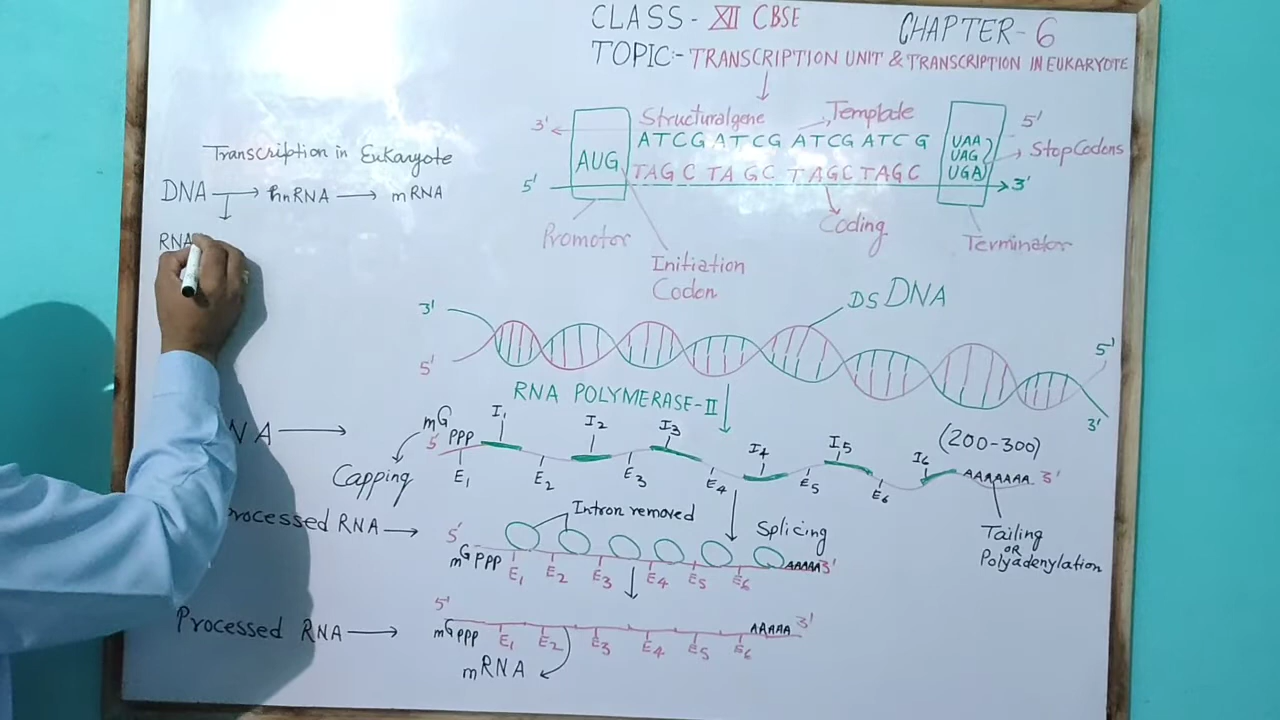 CLASS - XII CBSE CHAPTER - 6
TOPIC:- TRANSCRIPTION UNIT & TRANSCRIPTION IN EUKARYOTE
Structural gene Template
3' 5'
ATCG ATCG ATCG ATCG
AUG
TAGC TAGC TAGC TAGC
UAA
UAG
UGA
Stop Codons
5' 3'
Promotor
Initiation
Codon
Coding
Terminator
Transcription in Eukaryote
DNA → hnRNA → mRNA
RNA
DS DNA
3' 5'
5' 3'
RNA POLYMERASE-II
NA →
mG
5' PPP
I1 I2 I3 I4 I5 I6
(200-300)
AAAAAAA 3'
E1 E2 E3 E4 E5 E6
Capping
Tailing
OR
Polyadenylation
rocessed RNA →
Intron removed
Splicing
5'
mG PPP
AAAAA 3'
E1 E2 E3 E4 E5 E6
Processed RNA →
5'
mG PPP
AAAAA 3'
E1 E2 E3 E4 E5 E6
mRNA